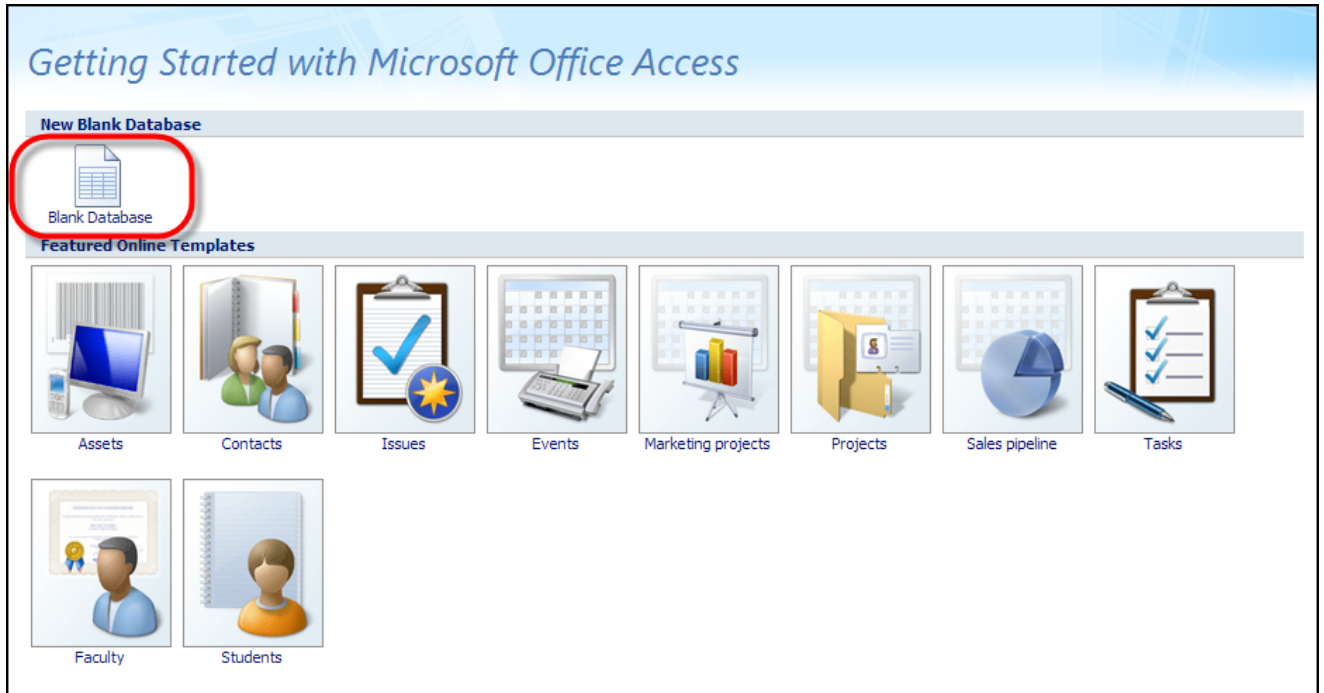 Getting Started with Microsoft Office Access
New Blank Database
Blank Database
Featured Online Templates
Assets
Contacts
Issues
Events
Marketing projects
Projects
Sales pipeline
Tasks
Faculty
Students